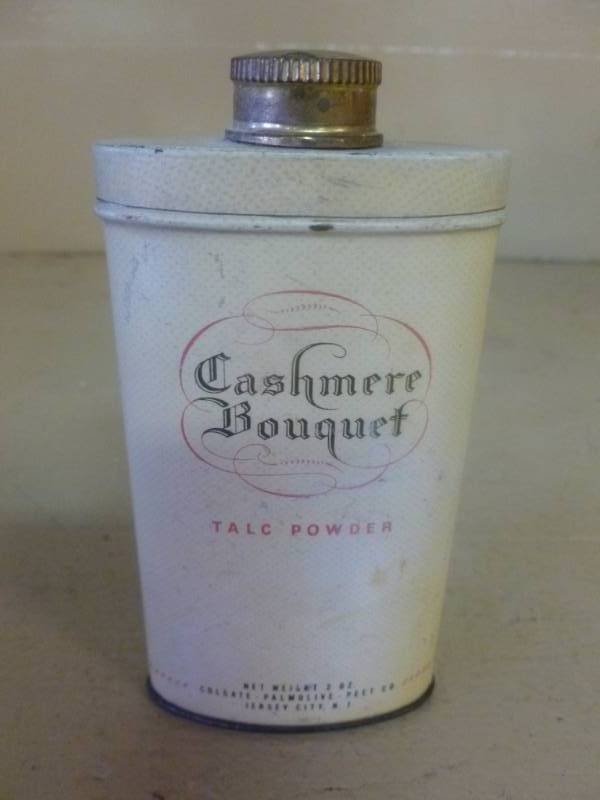 Cashmere
Bouquet
TALC POWDER
NET WEIGHT 2 OZ.
COLGATE - PALMOLIVE - PEET CO.
JERSEY CITY, N. J.